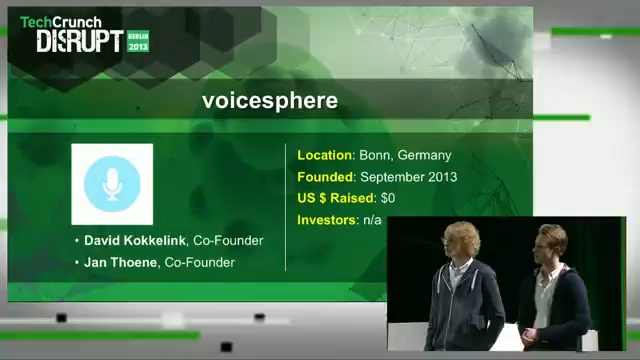 TechCrunch
DISRUPT
BERLIN
2013
voicesphere
Location: Bonn, Germany
Founded: September 2013
US $ Raised: $0
Investors: n/a
• David Kokkelink, Co-Founder
• Jan Thoene, Co-Founder